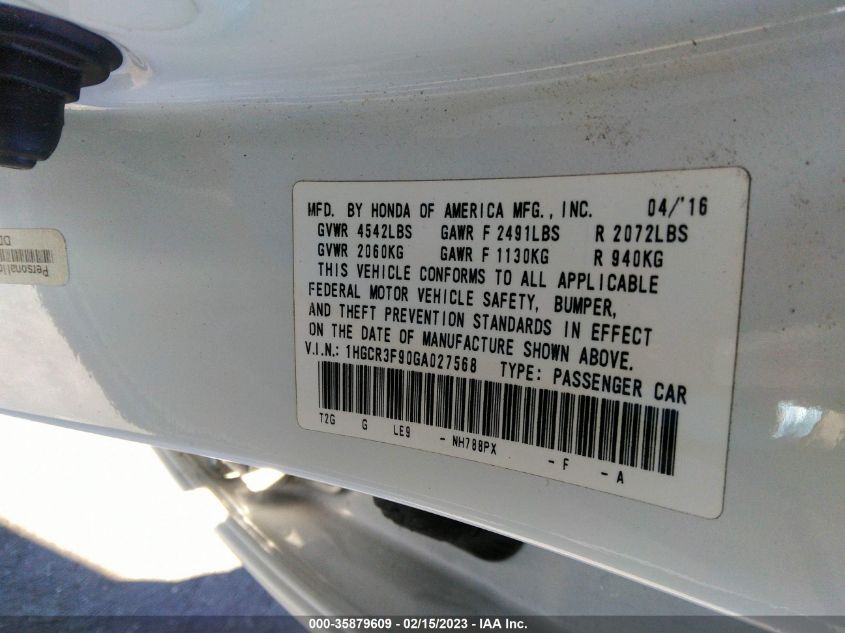 MFD. BY HONDA OF AMERICA MFG., INC. 04/'16
GVWR 4542LBS GAWR F 2491LBS R 2072LBS
GVWR 2060KG GAWR F 1130KG R 940KG
THIS VEHICLE CONFORMS TO ALL APPLICABLE
FEDERAL MOTOR VEHICLE SAFETY, BUMPER,
AND THEFT PREVENTION STANDARDS IN EFFECT
ON THE DATE OF MANUFACTURE SHOWN ABOVE.
V.I.N.: 1HGCR3F90GA027568 TYPE: PASSENGER CAR
T2G G LE9 - NH788PX - F - A
000-35879609 - 02/15/2023 - IAA Inc.